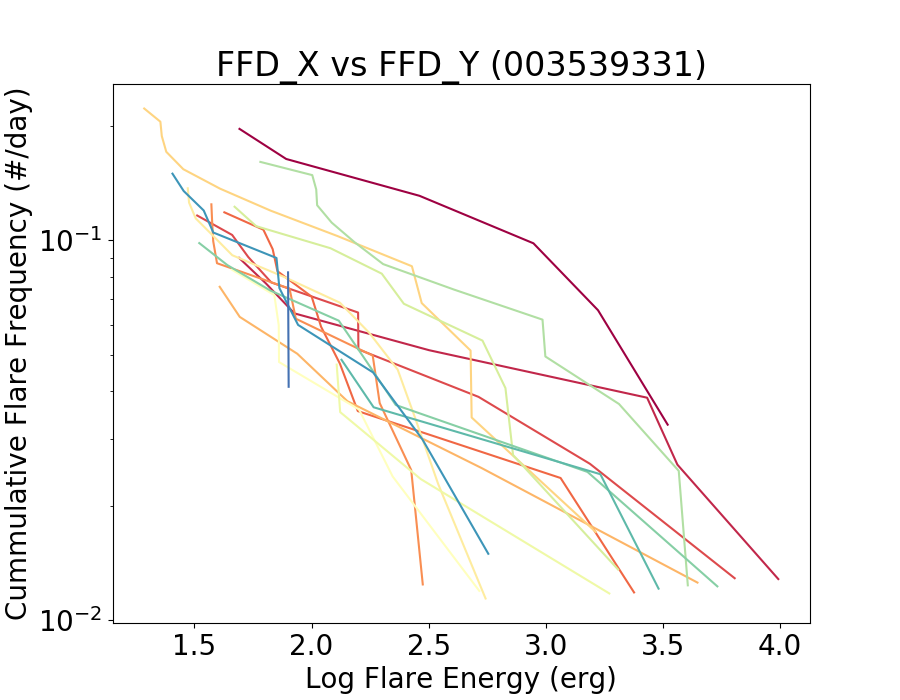 FFD_X vs FFD_Y (003539331)
Cummulative Flare Frequency (#/day)
10⁻¹
10⁻²
1.5 2.0 2.5 3.0 3.5 4.0
Log Flare Energy (erg)